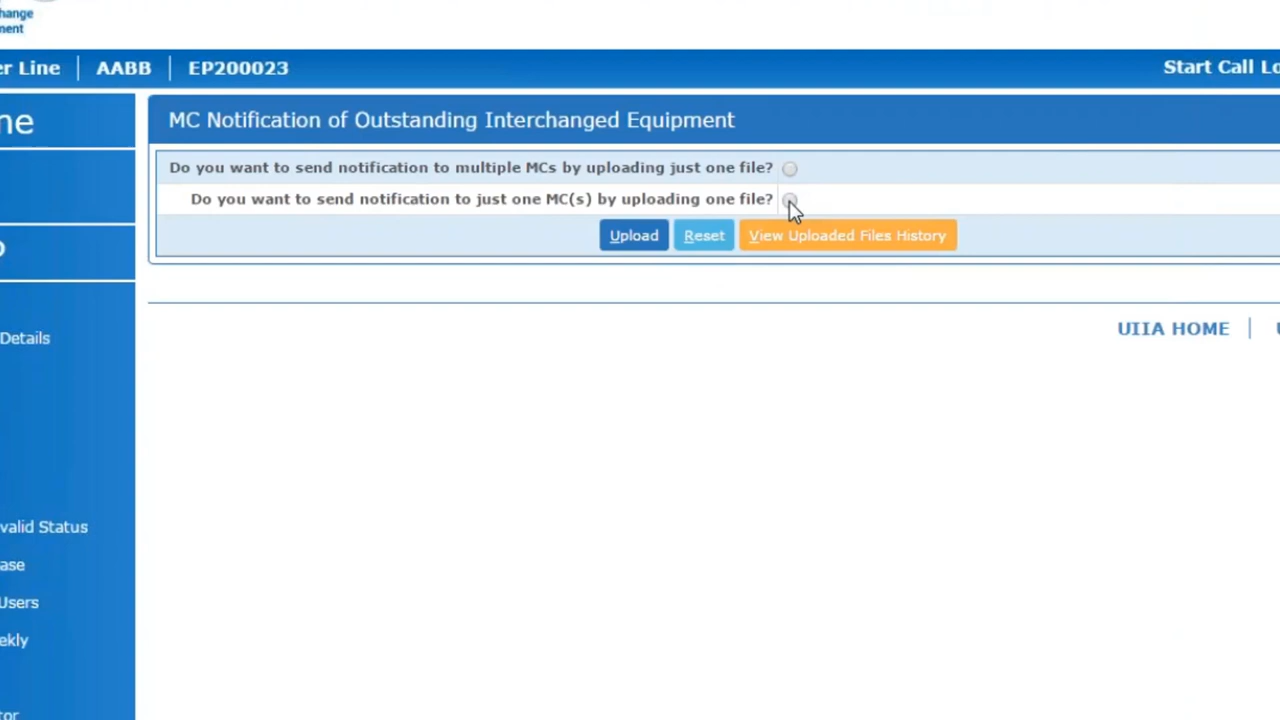 hange
ment
er Line AABB EP200023 Start Call Lo
me
MC Notification of Outstanding Interchanged Equipment
Do you want to send notification to multiple MCs by uploading just one file?
Do you want to send notification to just one MC(s) by uploading one file?
Upload Reset View Uploaded Files History
UIIA HOME
Details
valid Status
ase
Users
ekly
tor